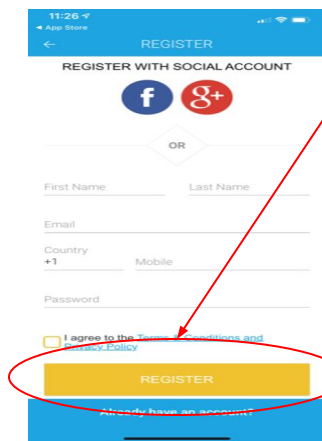 11:26
App Store
REGISTER
REGISTER WITH SOCIAL ACCOUNT
f g+
OR
First Name Last Name
Email
Country
+1 Mobile
Password
I agree to the Terms & Conditions and
Privacy Policy
REGISTER
Already have an account?